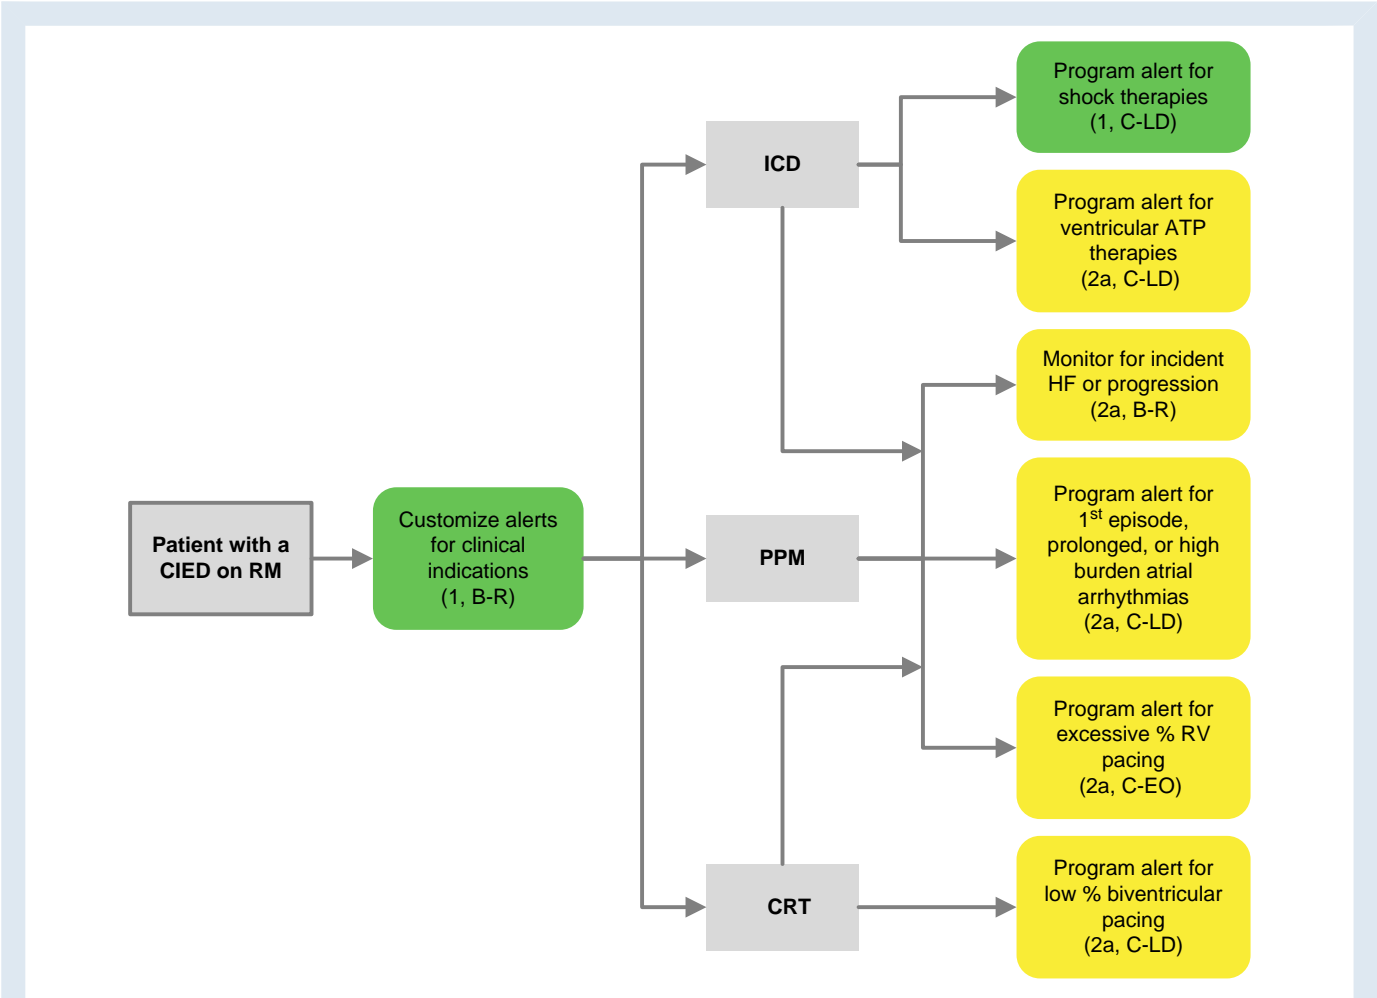 Patient with a
CIED on RM
Customize alerts
for clinical
indications
(1, B-R)
ICD
PPM
CRT
Program alert for
shock therapies
(1, C-LD)
Program alert for
ventricular ATP
therapies
(2a, C-LD)
Monitor for incident
HF or progression
(2a, B-R)
Program alert for
1st episode,
prolonged, or high
burden atrial
arrhythmias
(2a, C-LD)
Program alert for
excessive % RV
pacing
(2a, C-EO)
Program alert for
low % biventricular
pacing
(2a, C-LD)